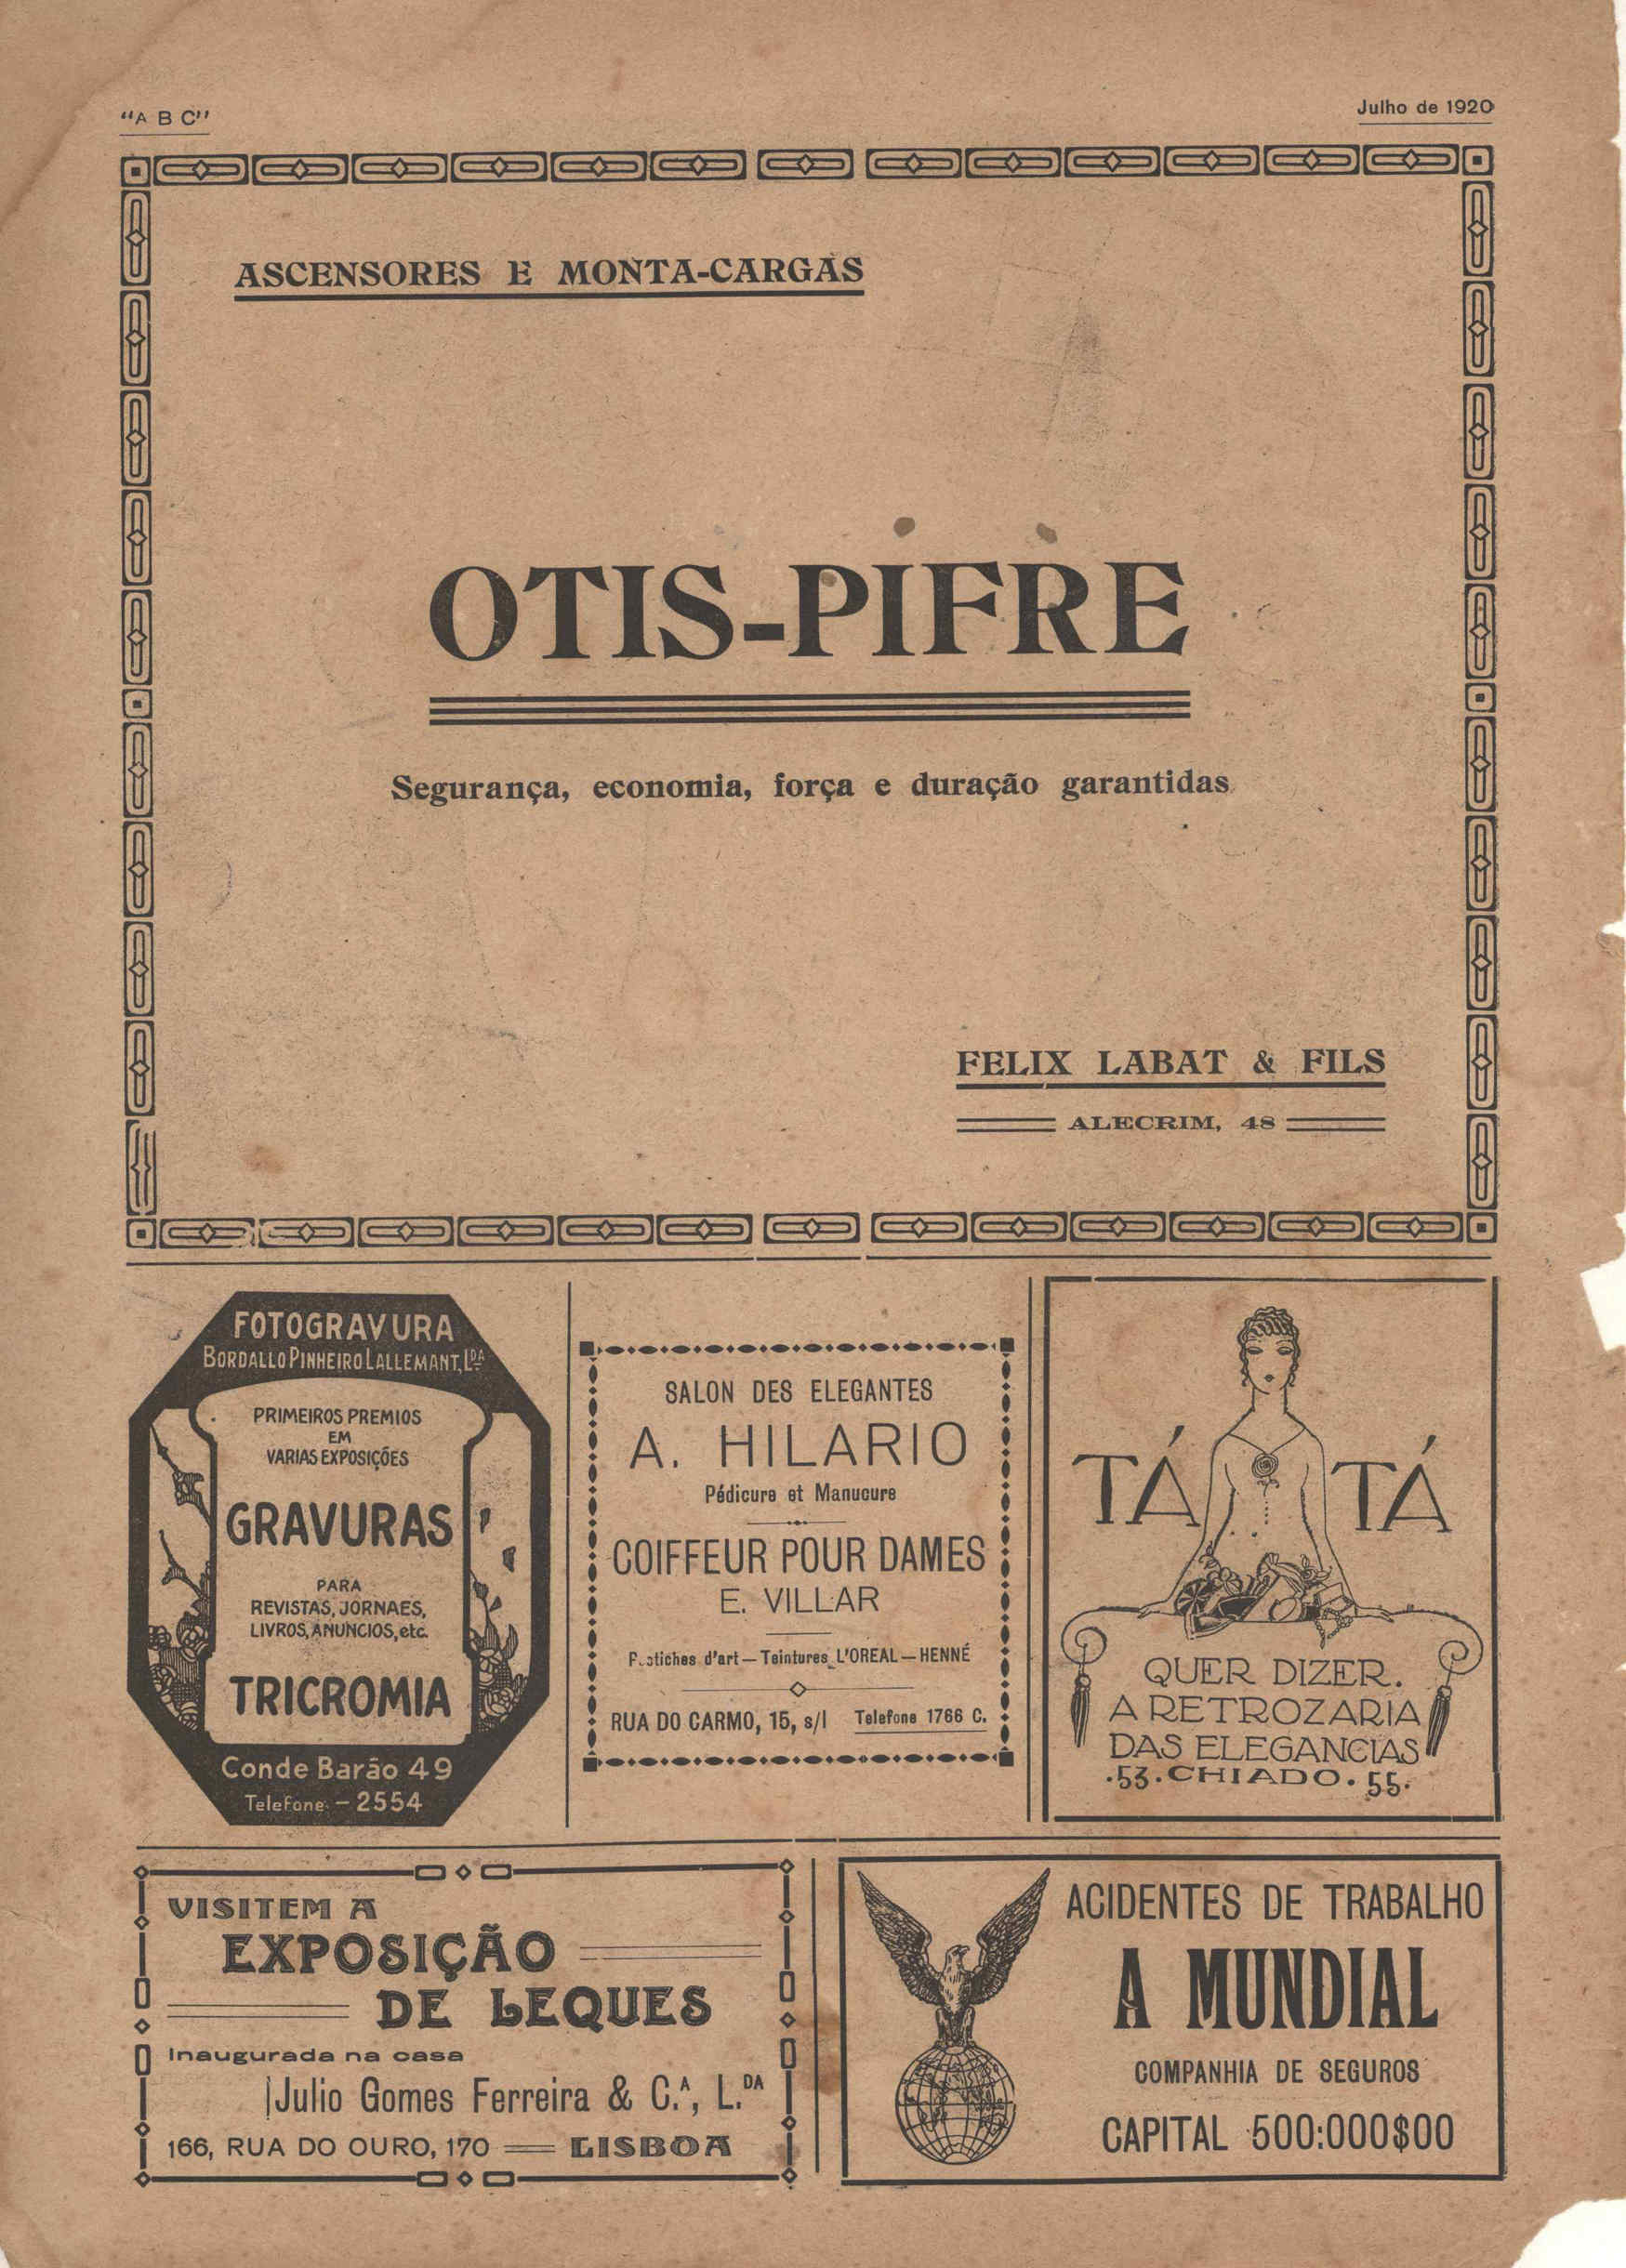 "A B C"
Julho de 1920
ASCENSORES E MONTA-CARGAS
OTIS-PIFRE
Segurança, economia, força e duração garantidas
FELIX LABAT & FILS
ALECRIM, 48
FOTOGRAVURA
BORDALLO PINHEIRO LALLEMANT, LDA
PRIMEIROS PREMIOS
EM
VARIAS EXPOSIÇÕES
GRAVURAS
PARA
REVISTAS, JORNAES,
LIVROS, ANUNCIOS, etc.
TRICROMIA
Conde Barão 49
Telefone - 2554
SALON DES ELEGANTES
A. HILARIO
Pédicure et Manucure
COIFFEUR POUR DAMES
E. VILLAR
d'art — Teintures L'OREAL — HENNÉ
RUA DO CARMO, 15, s/l Telefone 1766 C.
TÁ TÁ
QUER DIZER.
A RETROZARIA
DAS ELEGANCIAS
.53. CHIADO. 55.
VISITEM A
EXPOSIÇÃO
DE LEQUES
Inaugurada na casa
Julio Gomes Ferreira & C.A, L.DA
166, RUA DO OURO, 170 LISBOA
ACIDENTES DE TRABALHO
A MUNDIAL
COMPANHIA DE SEGUROS
CAPITAL 500:000$00